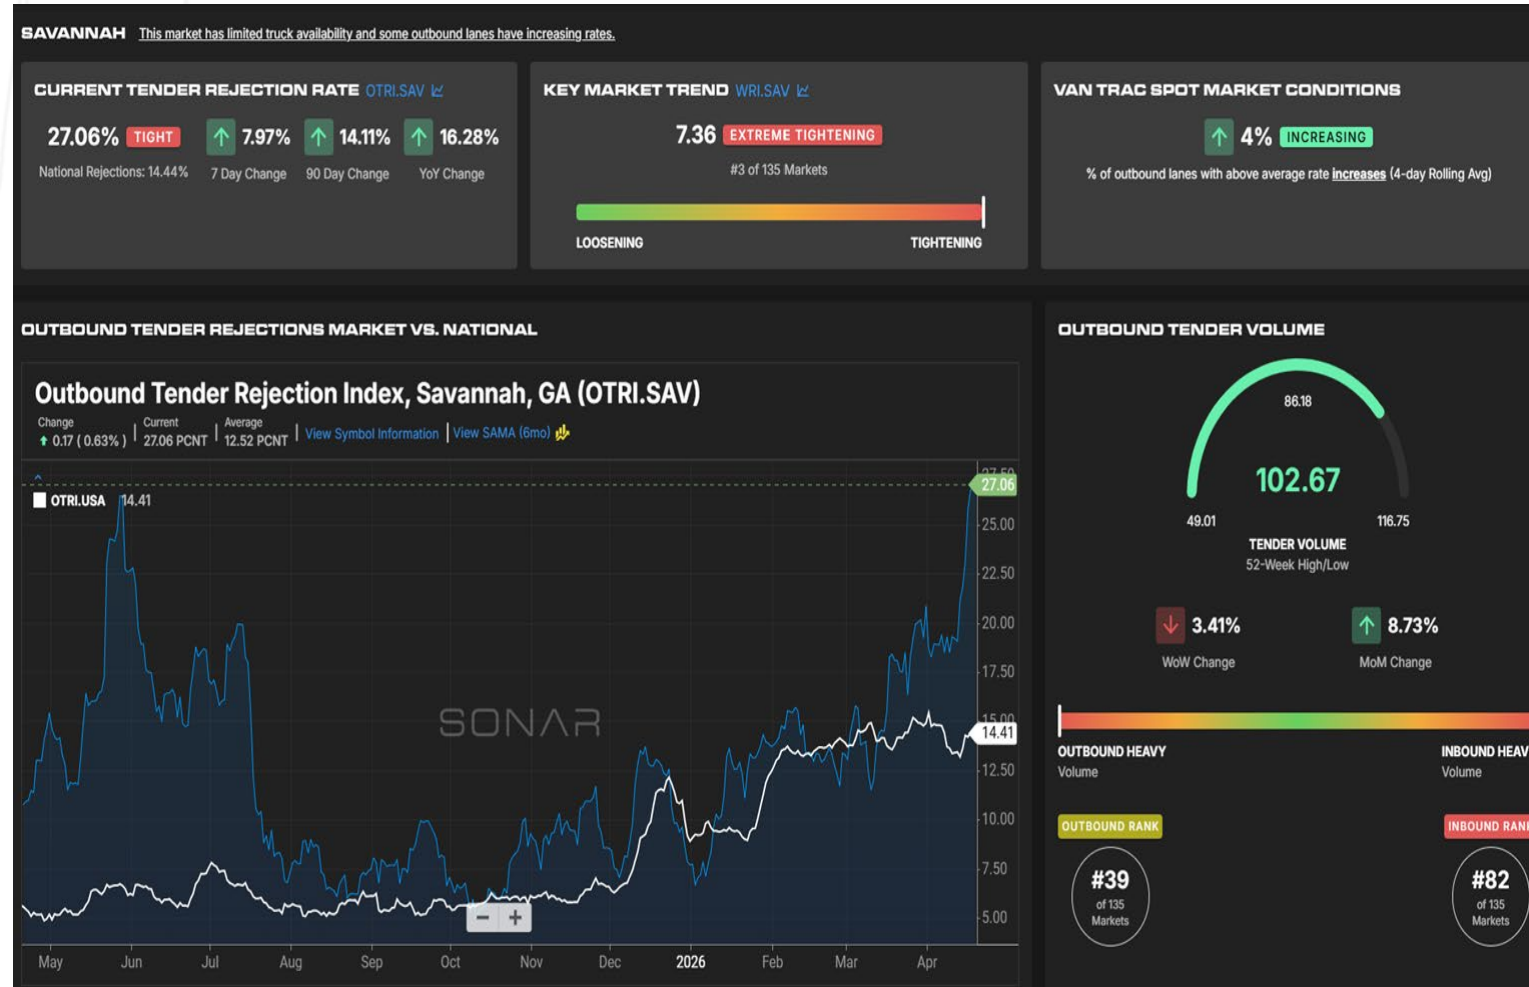 SAVANNAH This market has limited truck availability and some outbound lanes have increasing rates.
CURRENT TENDER REJECTION RATE OTRI.SAV
27.06% TIGHT 7.97% 14.11% 16.28%
National Rejections: 14.44% 7 Day Change 90 Day Change YoY Change
KEY MARKET TREND WRI.SAV
7.36 EXTREME TIGHTENING
#3 of 135 Markets
LOOSENING TIGHTENING
VAN TRAC SPOT MARKET CONDITIONS
4% INCREASING
% of outbound lanes with above average rate increases (4-day Rolling Avg)
OUTBOUND TENDER REJECTIONS MARKET VS. NATIONAL
Outbound Tender Rejection Index, Savannah, GA (OTRI.SAV)
Change Current Average
0.17 ( 0.63% ) 27.06 PCNT 12.52 PCNT View Symbol Information View SAMA (6mo)
OTRI.USA 14.41
27.50
27.06
25.00
22.50
20.00
17.50
15.00
14.41
12.50
10.00
7.50
5.00
SONAR
− +
May Jun Jul Aug Sep Oct Nov Dec 2026 Feb Mar Apr
OUTBOUND TENDER VOLUME
86.18
102.67
49.01 116.75
TENDER VOLUME
52-Week High/Low
3.41% 8.73%
WoW Change MoM Change
OUTBOUND HEAVY INBOUND HEAV
Volume Volume
OUTBOUND RANK INBOUND RANK
#39 #82
of 135 of 135
Markets Markets